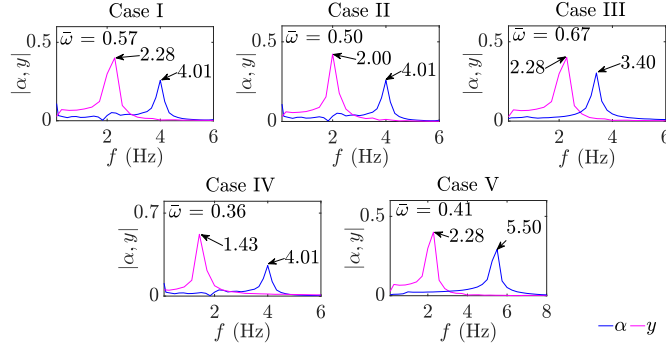 Case I
ω̄ = 0.57
2.28
4.01
0.5
0
|α, y|
2
4
6
f (Hz)
Case II
ω̄ = 0.50
2.00
4.01
0.5
0
|α, y|
2
4
6
f (Hz)
Case III
ω̄ = 0.67
2.28
3.40
0.5
0
|α, y|
2
4
6
f (Hz)
Case IV
ω̄ = 0.36
1.43
4.01
0.7
0
|α, y|
2
4
6
f (Hz)
Case V
ω̄ = 0.41
2.28
5.50
0.5
0
|α, y|
2
4
6
8
f (Hz)
α
y